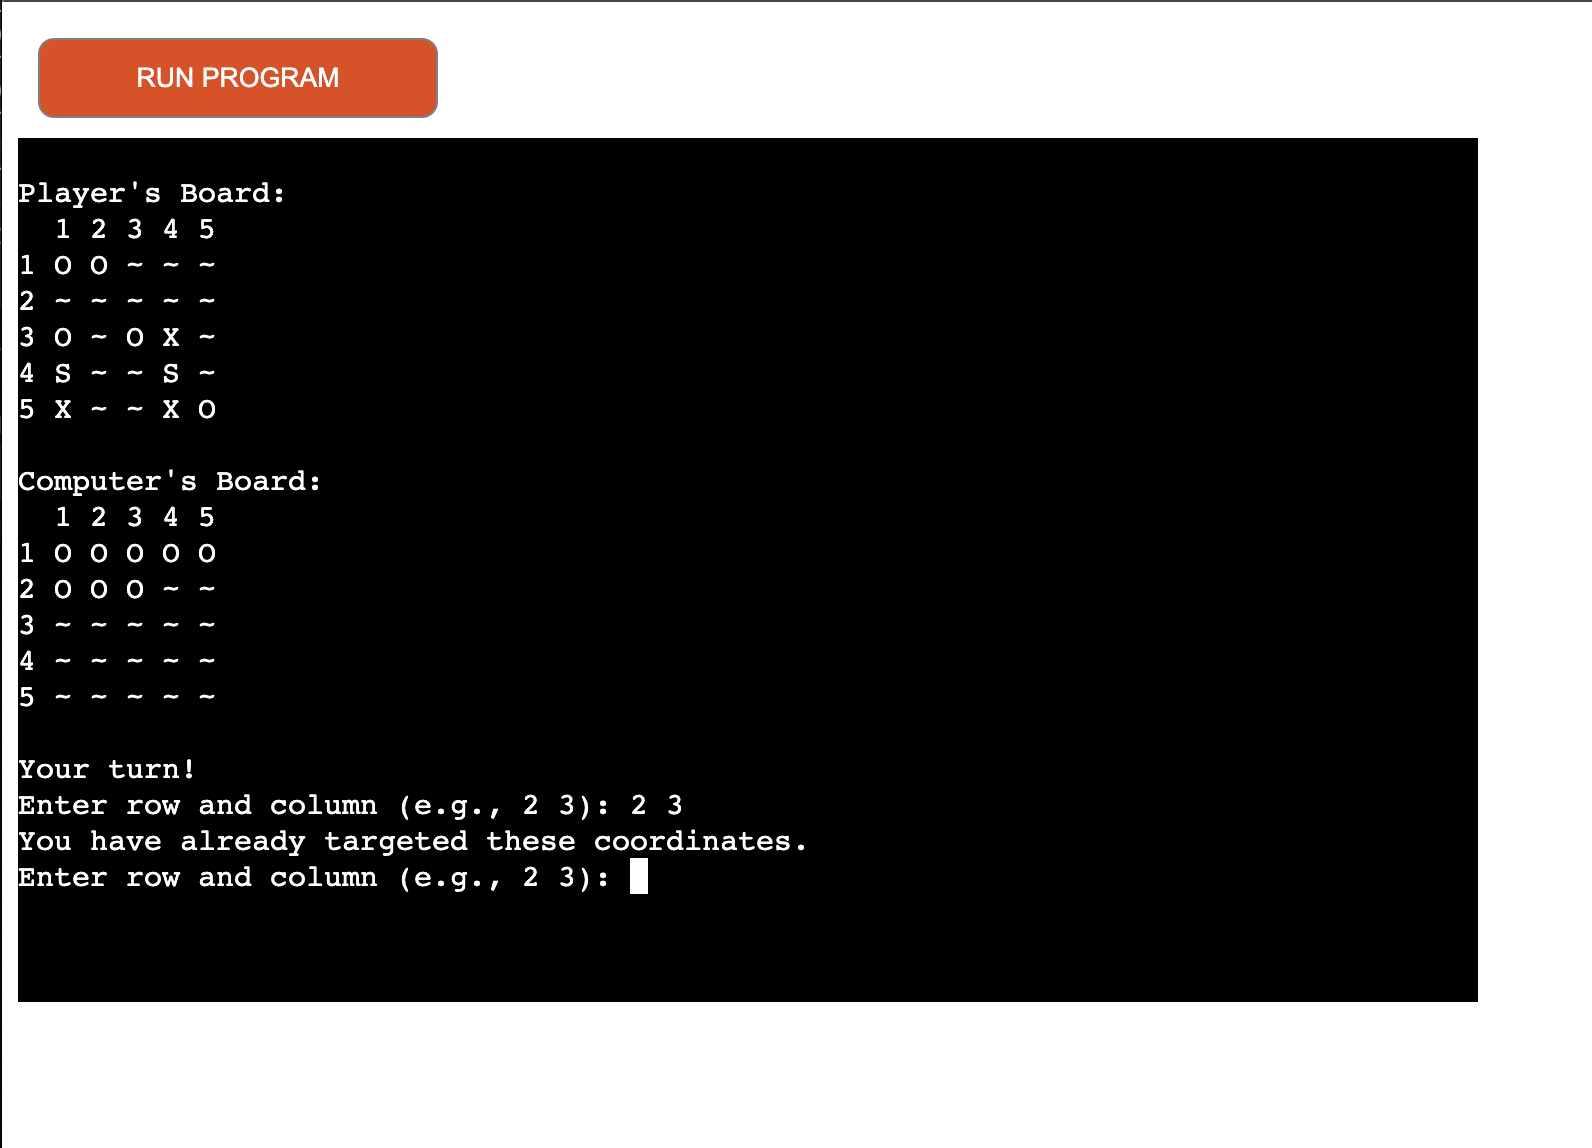 RUN PROGRAM
Player's Board:
  1 2 3 4 5
1 O O ~ ~ ~
2 ~ ~ ~ ~ ~
3 O ~ O X ~
4 S ~ ~ S ~
5 X ~ ~ X O
Computer's Board:
  1 2 3 4 5
1 O O O O O
2 O O O ~ ~
3 ~ ~ ~ ~ ~
4 ~ ~ ~ ~ ~
5 ~ ~ ~ ~ ~
Your turn!
Enter row and column (e.g., 2 3): 2 3
You have already targeted these coordinates.
Enter row and column (e.g., 2 3):